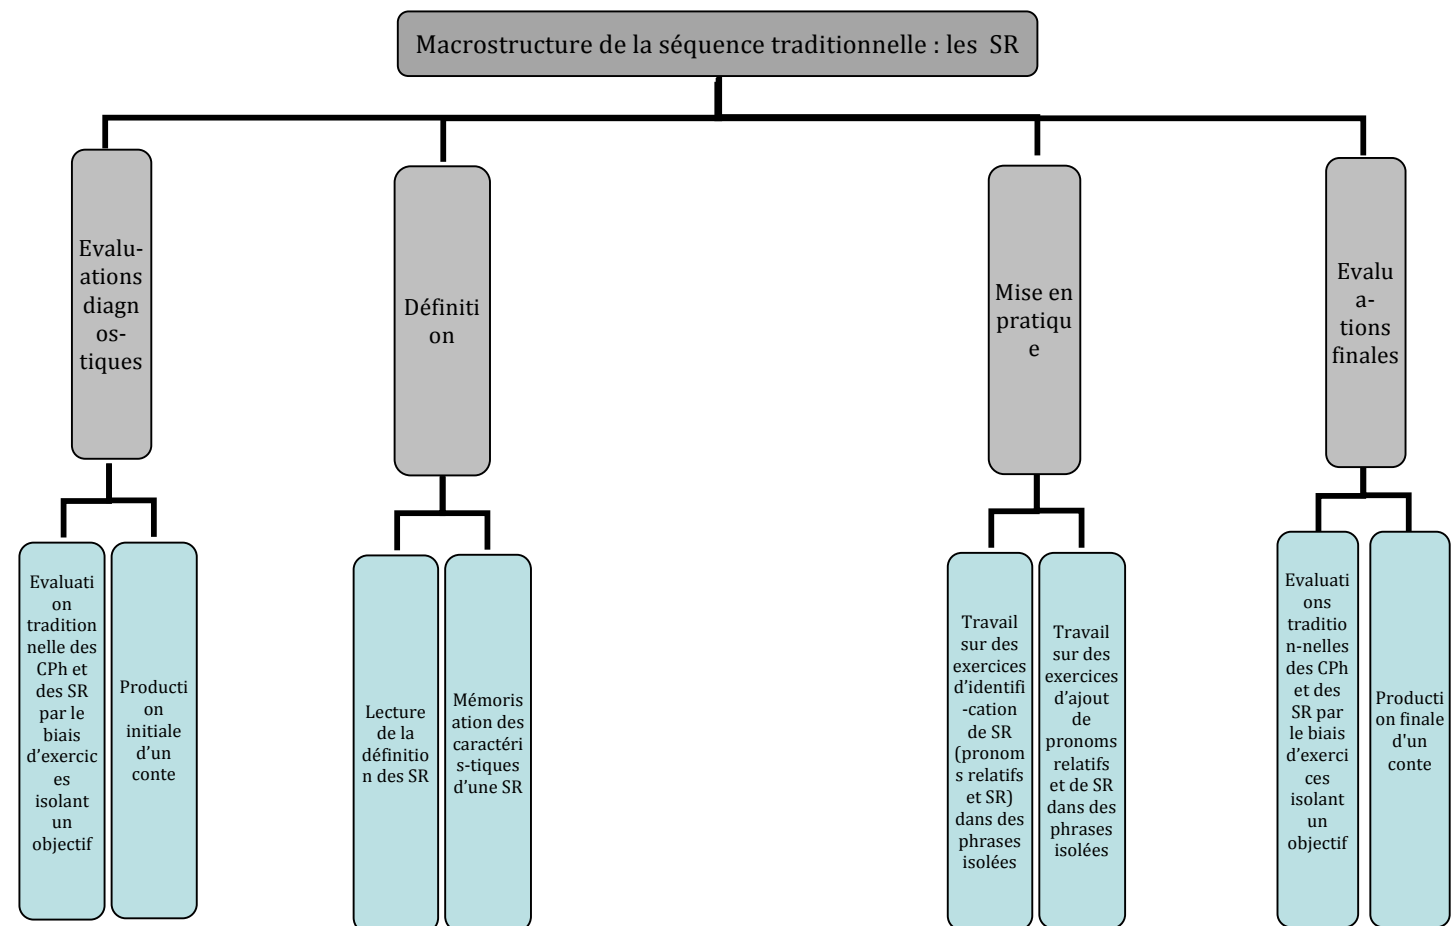 Macrostructure de la séquence traditionnelle : les  SR
Evalu-
ations
diagn
os-
tiques
Définiti
on
Mise en
pratiqu
e
Evalu
a-
tions
finales
Evaluati
on
tradition
nelle des
CPh et
des SR
par le
biais
d’exercic
es
isolant
un
objectif
Producti
on
initiale
d’un
conte
Lecture
de la
définitio
n des SR
Mémoris
ation des
caractéri
s-tiques
d’une SR
Travail
sur des
exercices
d’identifi
-cation
de SR
(pronom
s relatifs
et SR)
dans des
phrases
isolées
Travail
sur des
exercices
d’ajout
de
pronoms
relatifs
et de SR
dans des
phrases
isolées
Evaluati
ons
traditio
n-nelles
des CPh
et des
SR par
le biais
d’exerci
ces
isolant
un
objectif
Producti
on finale
d'un
conte